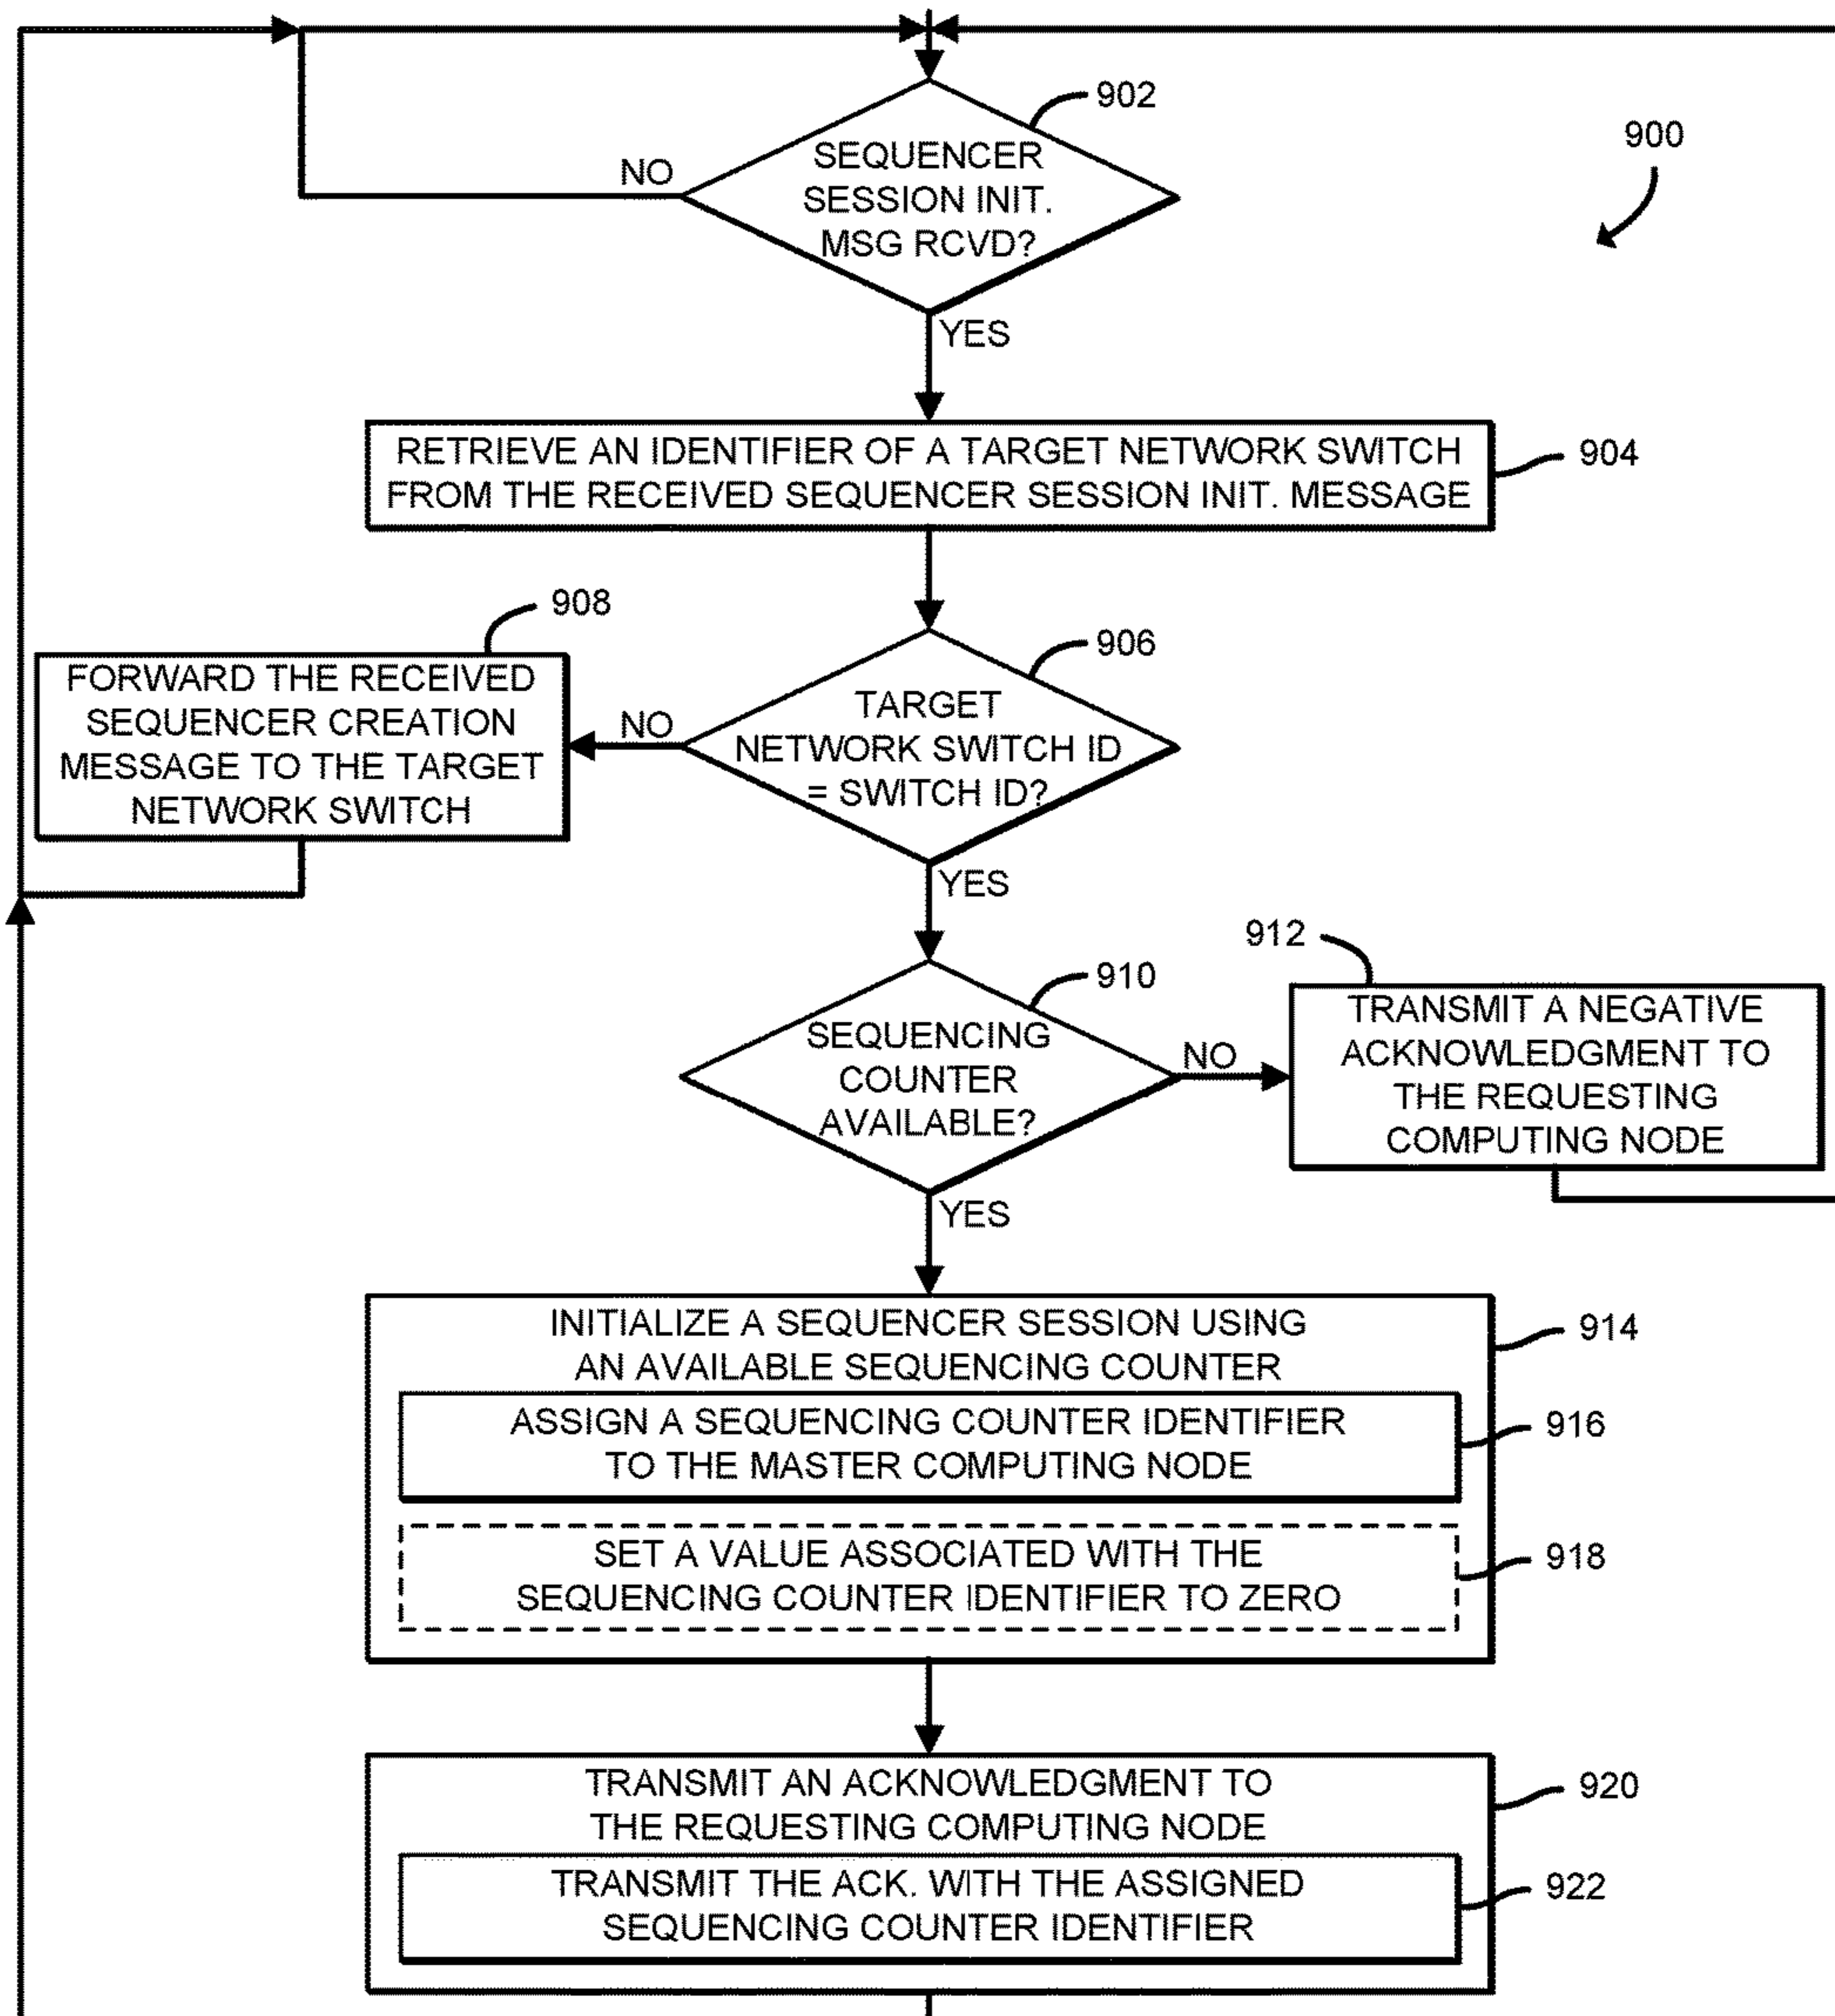 902
SEQUENCER
SESSION INIT.
MSG RCVD?
NO
900
YES
RETRIEVE AN IDENTIFIER OF A TARGET NETWORK SWITCH
FROM THE RECEIVED SEQUENCER SESSION INIT. MESSAGE
904
908
FORWARD THE RECEIVED
SEQUENCER CREATION
MESSAGE TO THE TARGET
NETWORK SWITCH
NO
906
TARGET
NETWORK SWITCH ID
= SWITCH ID?
YES
910
SEQUENCING
COUNTER
AVAILABLE?
NO
912
TRANSMIT A NEGATIVE
ACKNOWLEDGMENT TO
THE REQUESTING
COMPUTING NODE
YES
INITIALIZE A SEQUENCER SESSION USING
AN AVAILABLE SEQUENCING COUNTER
914
ASSIGN A SEQUENCING COUNTER IDENTIFIER
TO THE MASTER COMPUTING NODE
916
SET A VALUE ASSOCIATED WITH THE
SEQUENCING COUNTER IDENTIFIER TO ZERO
918
TRANSMIT AN ACKNOWLEDGMENT TO
THE REQUESTING COMPUTING NODE
920
TRANSMIT THE ACK. WITH THE ASSIGNED
SEQUENCING COUNTER IDENTIFIER
922